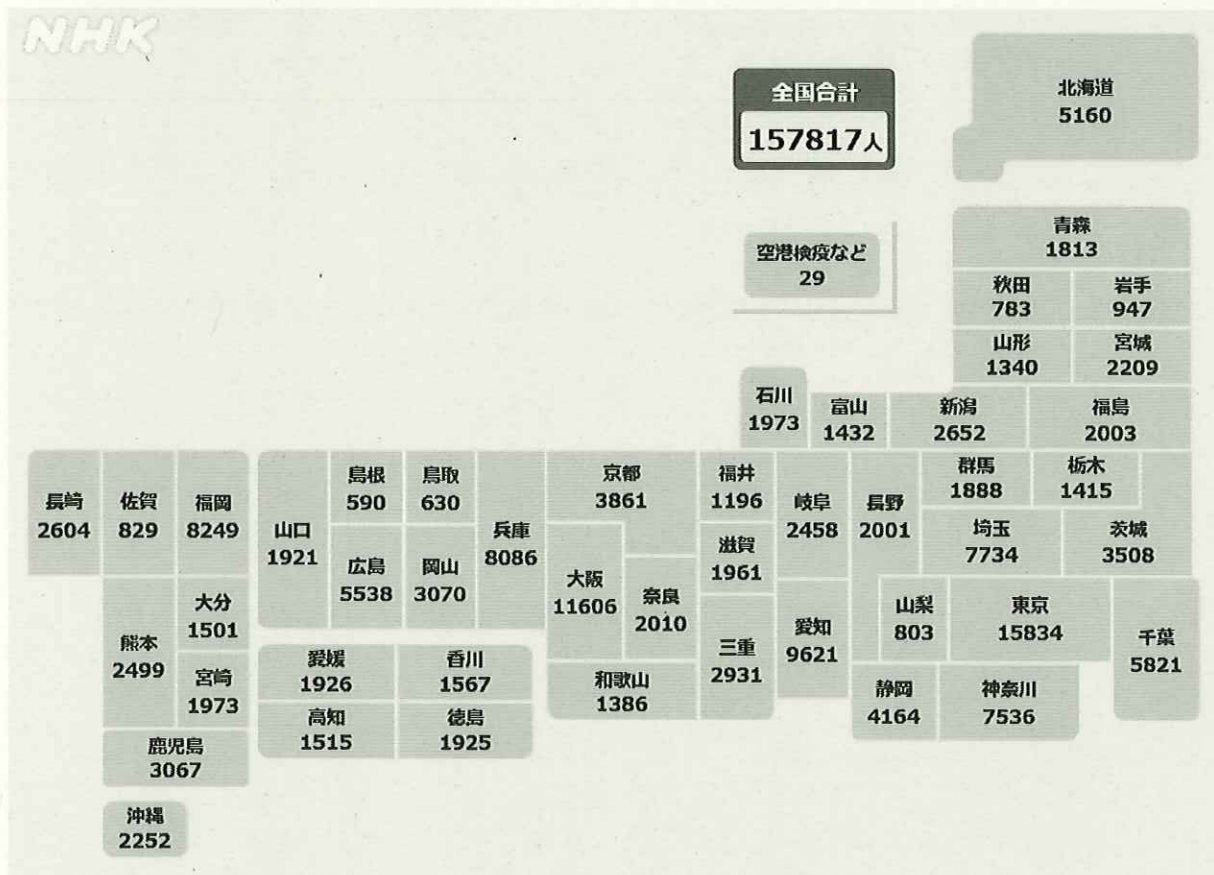 NHK
全国合計
157817人
北海道
5160
空港検疫など
29
青森
1813
秋田
783
岩手
947
山形
1340
宮城
2209
石川
1973
富山
1432
新潟
2652
福島
2003
長崎
2604
佐賀
829
福岡
8249
山口
1921
島根
590
鳥取
630
兵庫
8086
京都
3861
福井
1196
岐阜
2458
長野
2001
群馬
1888
栃木
1415
広島
5538
岡山
3070
大阪
11606
奈良
2010
滋賀
1961
埼玉
7734
茨城
3508
熊本
2499
大分
1501
宮崎
1973
愛媛
1926
香川
1567
高知
1515
徳島
1925
和歌山
1386
三重
2931
愛知
9621
山梨
803
東京
15834
千葉
5821
静岡
4164
神奈川
7536
鹿児島
3067
沖縄
2252